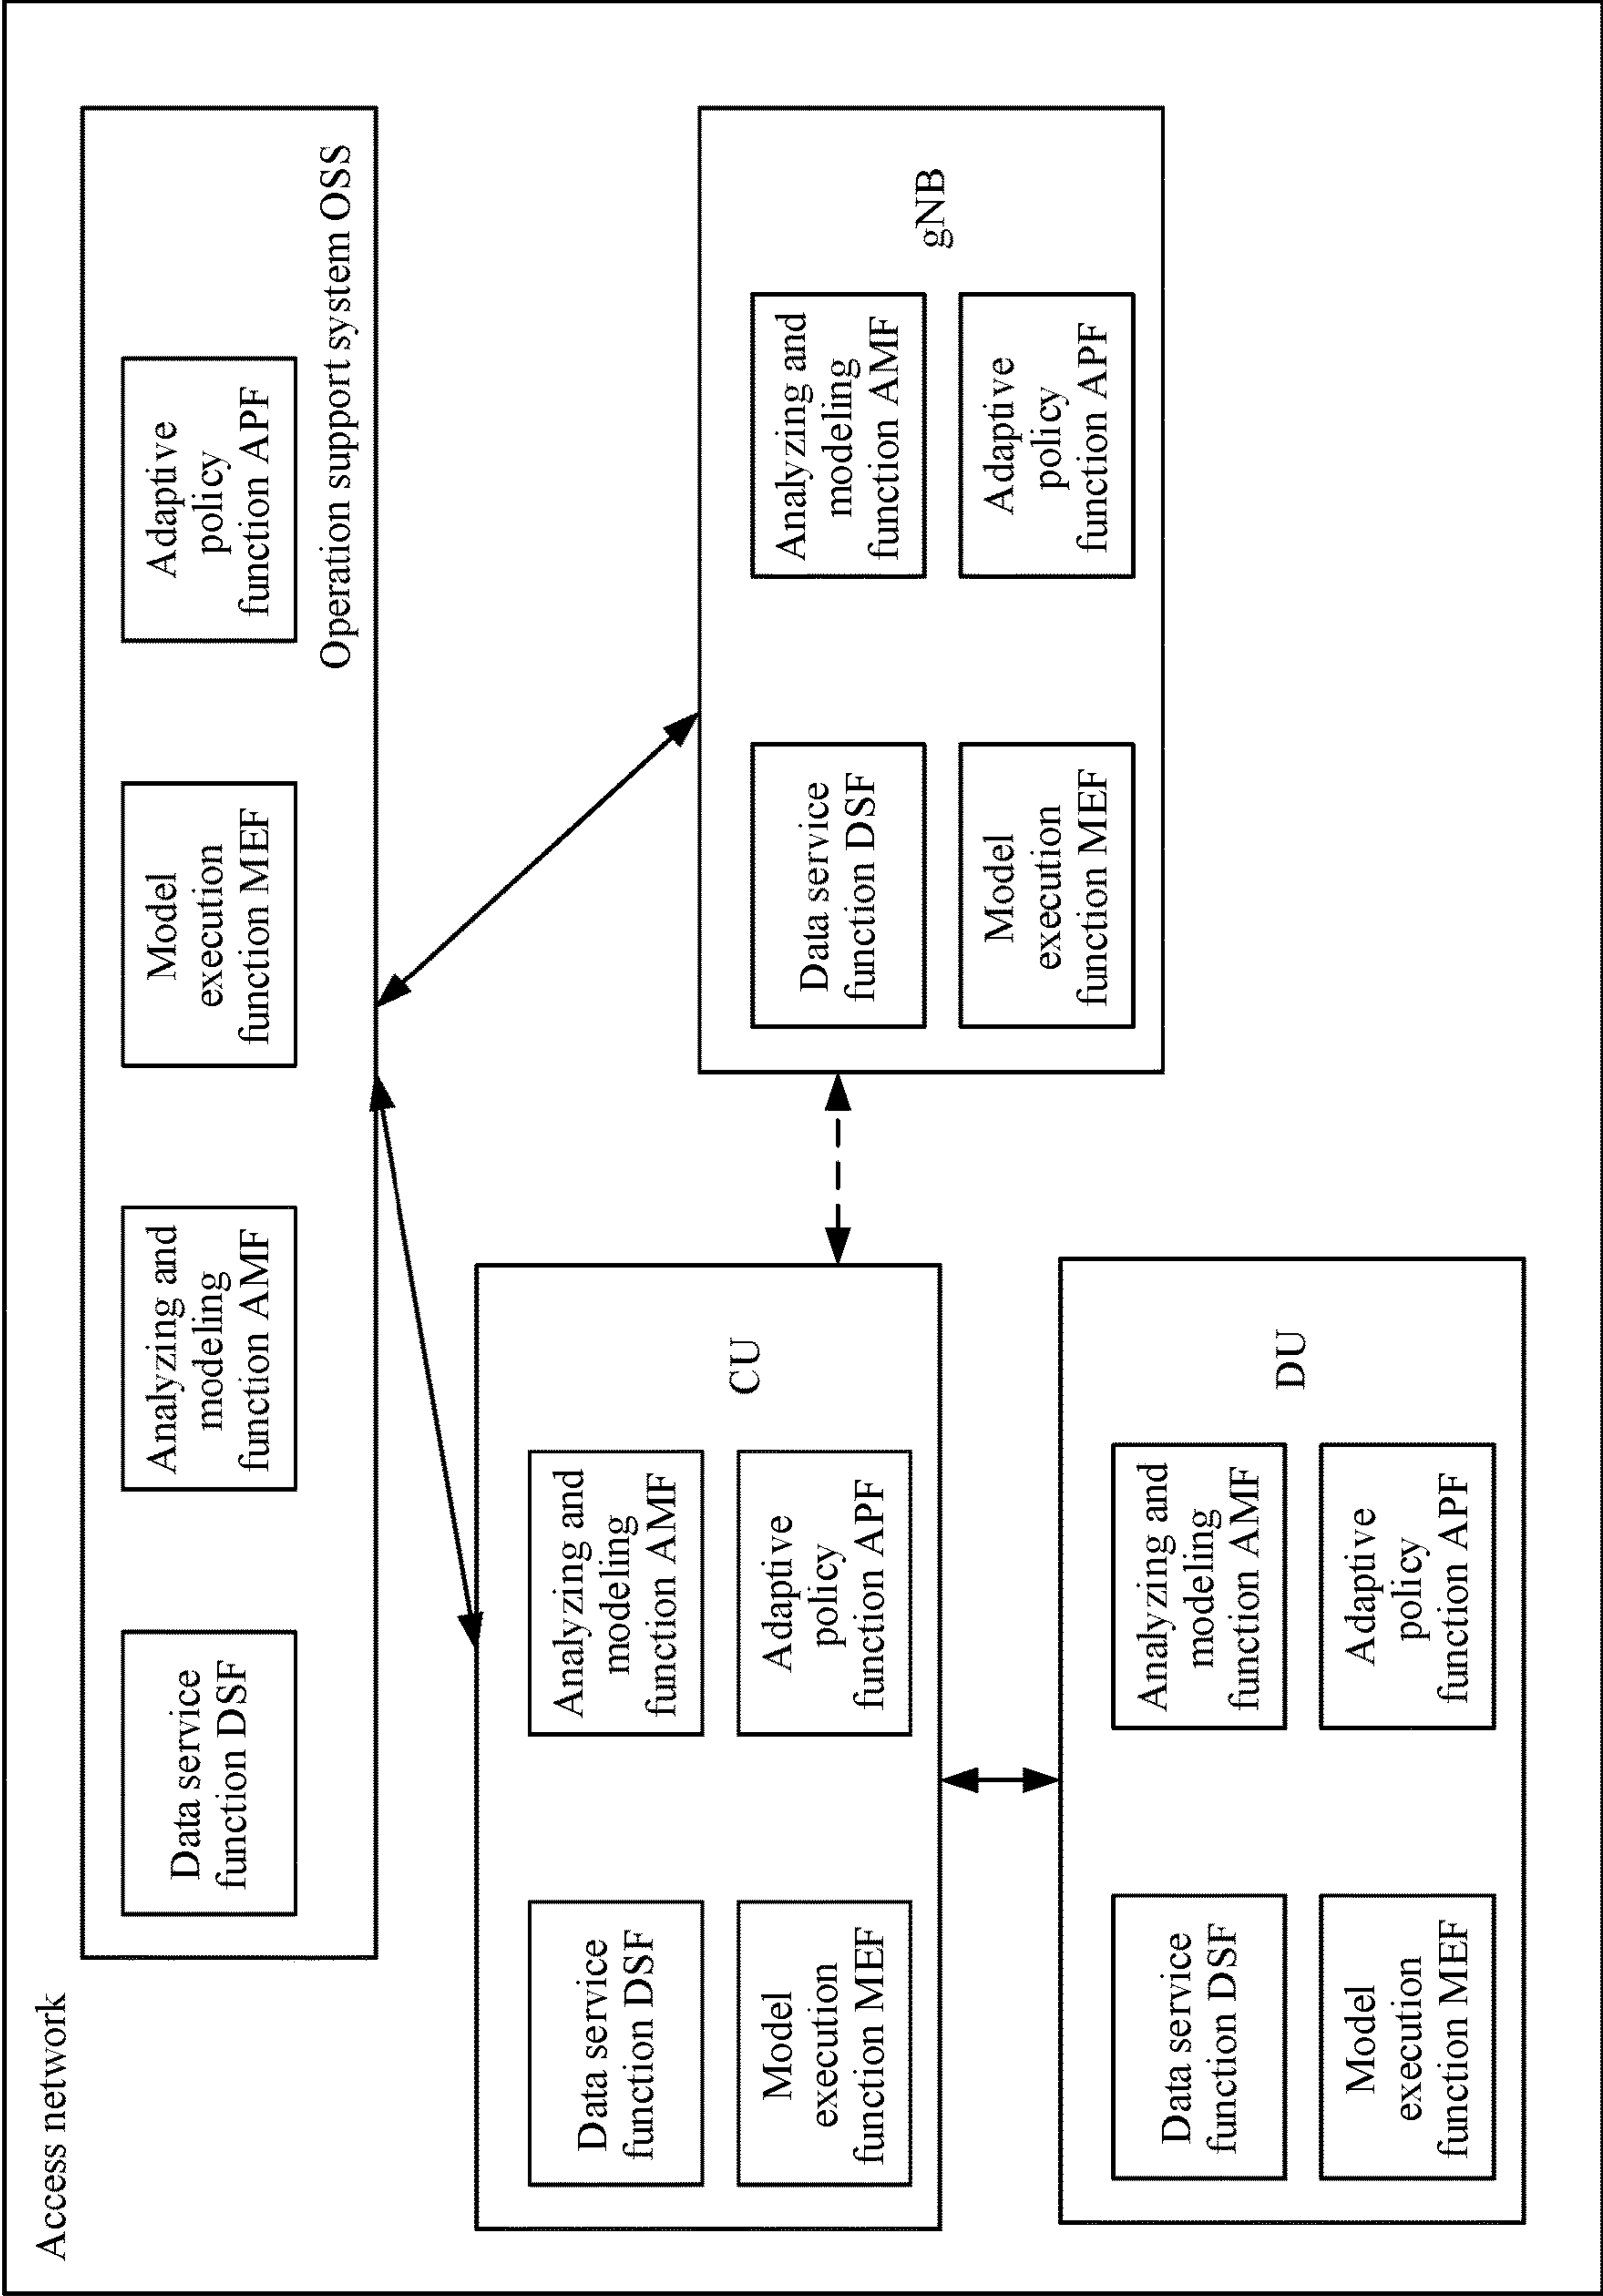 Access network
Data service
function DSF
Analyzing and
modeling
function AMF
Model
execution
function MEF
Adaptive
policy
function APF
Operation support system OSS
Data service
function DSF
Analyzing and
modeling
function AMF
Model
execution
function MEF
Adaptive
policy
function APF
CU
Data service
function DSF
Analyzing and
modeling
function AMF
Model
execution
function MEF
Adaptive
policy
function APF
gNB
Data service
function DSF
Analyzing and
modeling
function AMF
Model
execution
function MEF
Adaptive
policy
function APF
DU